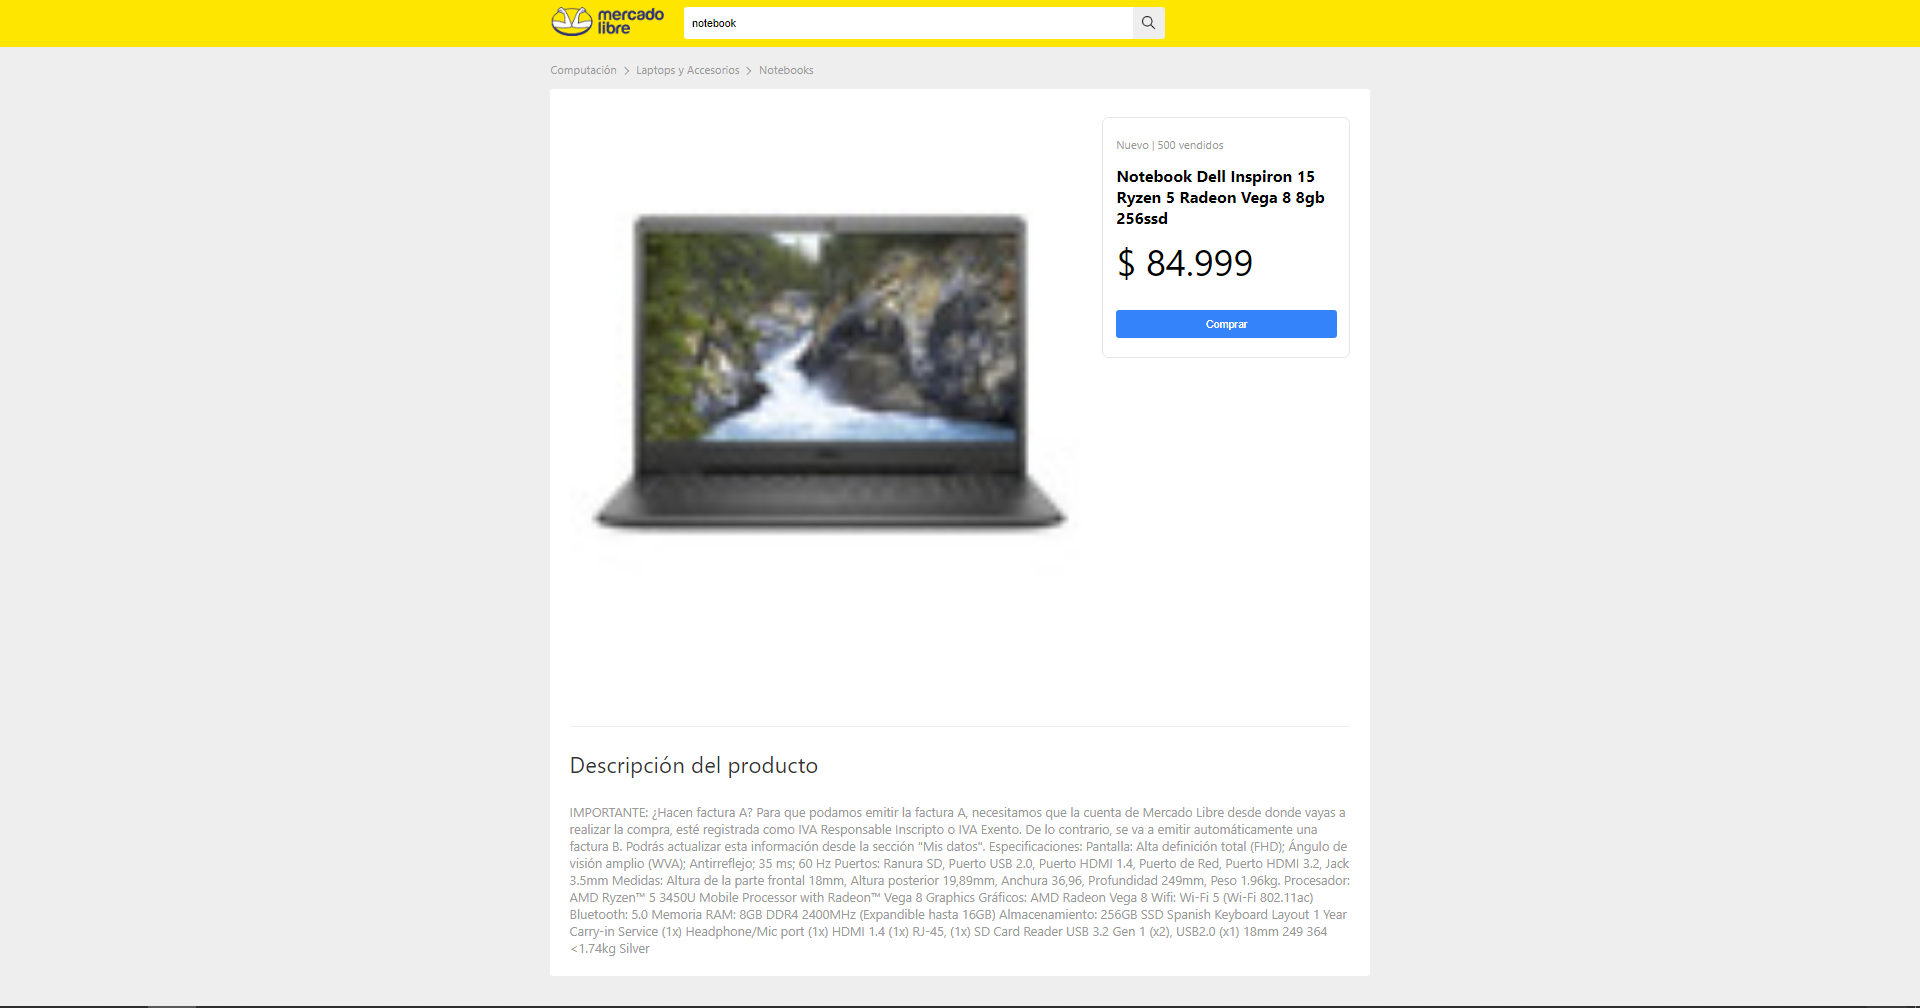 mercado
libre
notebook
Computación > Laptops y Accesorios > Notebooks
Nuevo | 500 vendidos
Notebook Dell Inspiron 15
Ryzen 5 Radeon Vega 8 8gb
256ssd
$ 84.999
Comprar
Descripción del producto
IMPORTANTE: ¿Hacen factura A? Para que podamos emitir la factura A, necesitamos que la cuenta de Mercado Libre desde donde vayas a
realizar la compra, esté registrada como IVA Responsable Inscripto o IVA Exento. De lo contrario, se va a emitir automáticamente una
factura B. Podrás actualizar esta información desde la sección "Mis datos". Especificaciones: Pantalla: Alta definición total (FHD); Ángulo de
visión amplio (WVA); Antirreflejo; 35 ms; 60 Hz Puertos: Ranura SD, Puerto USB 2.0, Puerto HDMI 1.4, Puerto de Red, Puerto HDMI 3.2, Jack
3.5mm Medidas: Altura de la parte frontal 18mm, Altura posterior 19,89mm, Anchura 36,96, Profundidad 249mm, Peso 1.96kg. Procesador:
AMD Ryzen™ 5 3450U Mobile Processor with Radeon™ Vega 8 Graphics Gráficos: AMD Radeon Vega 8 Wifi: Wi-Fi 5 (Wi-Fi 802.11ac)
Bluetooth: 5.0 Memoria RAM: 8GB DDR4 2400MHz (Expandible hasta 16GB) Almacenamiento: 256GB SSD Spanish Keyboard Layout 1 Year
Carry-in Service (1x) Headphone/Mic port (1x) HDMI 1.4 (1x) RJ-45, (1x) SD Card Reader USB 3.2 Gen 1 (x2), USB2.0 (x1) 18mm 249 364
<1.74kg Silver